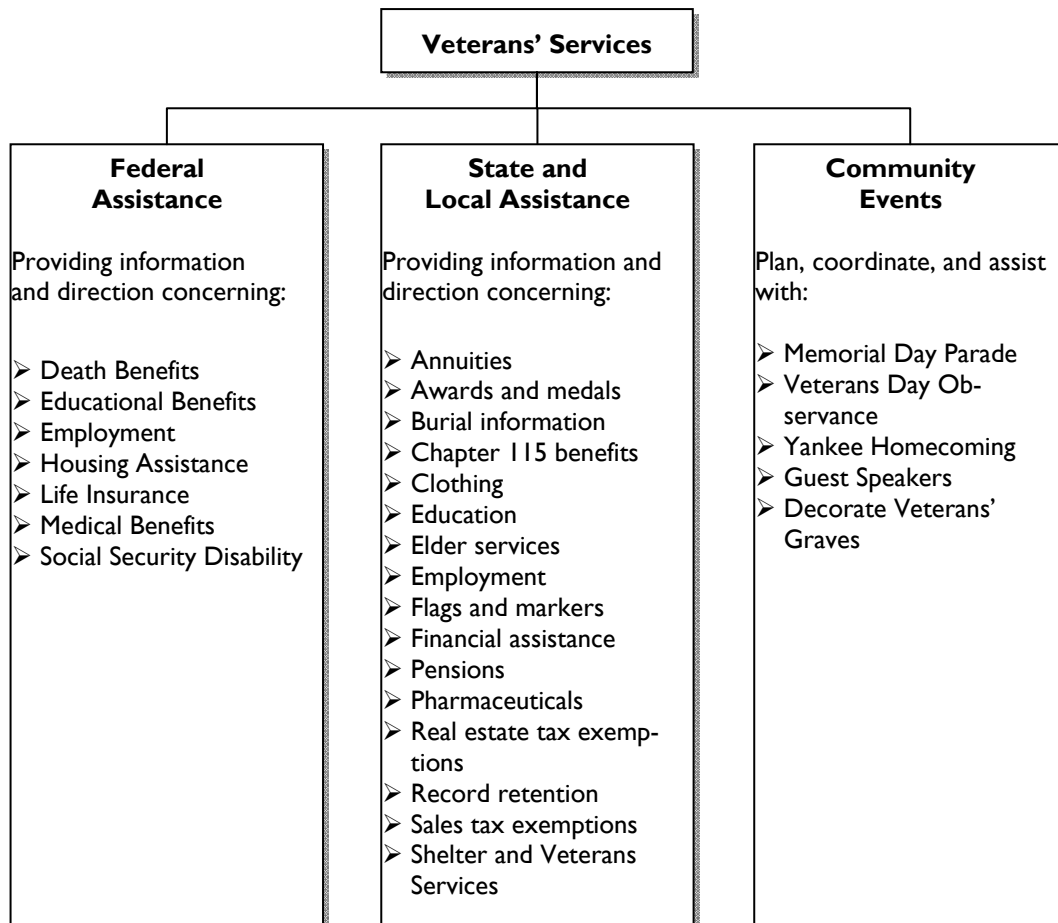 Veterans’ Services
Federal
Assistance
Providing information
and direction concerning:
➢ Death Benefits
➢ Educational Benefits
➢ Employment
➢ Housing Assistance
➢ Life Insurance
➢ Medical Benefits
➢ Social Security Disability
State and
Local Assistance
Providing information and
direction concerning:
➢ Annuities
➢ Awards and medals
➢ Burial information
➢ Chapter 115 benefits
➢ Clothing
➢ Education
➢ Elder services
➢ Employment
➢ Flags and markers
➢ Financial assistance
➢ Pensions
➢ Pharmaceuticals
➢ Real estate tax exemp-
tions
➢ Record retention
➢ Sales tax exemptions
➢ Shelter and Veterans
Services
Community
Events
Plan, coordinate, and assist
with:
➢ Memorial Day Parade
➢ Veterans Day Ob-
servance
➢ Yankee Homecoming
➢ Guest Speakers
➢ Decorate Veterans’
Graves